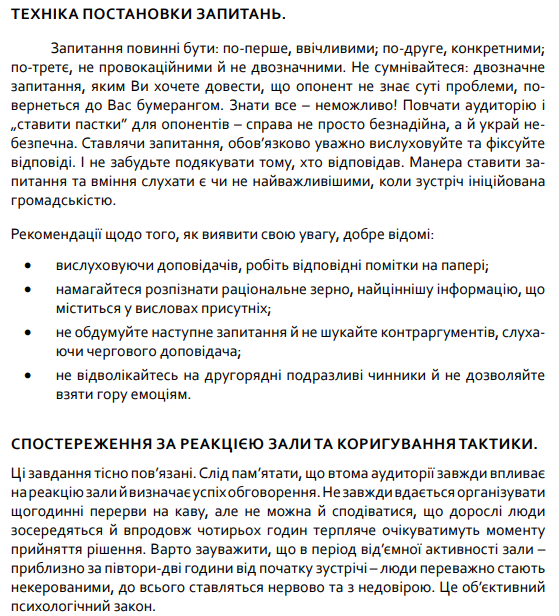 ТЕХНІКА ПОСТАНОВКИ ЗАПИТАНЬ.
Запитання повинні бути: по-перше, ввічливими; по-друге, конкретними;
по-третє, не провокаційними й не двозначними. Не сумнівайтеся: двозначне
запитання, яким Ви хочете довести, що опонент не знає суті проблеми, по-
вернеться до Вас бумерангом. Знати все – неможливо! Повчати аудиторію і
„ставити пастки” для опонентів – справа не просто безнадійна, а й украй не-
безпечна. Ставлячи запитання, обов’язково уважно вислуховуйте та фіксуйте
відповіді. І не забудьте подякувати тому, хто відповідав. Манера ставити за-
питання та вміння слухати є чи не найважливішими, коли зустріч ініційована
громадськістю.
Рекомендації щодо того, як виявити свою увагу, добре відомі:
• вислуховуючи доповідачів, робіть відповідні помітки на папері;
• намагайтеся розпізнати раціональне зерно, найціннішу інформацію, що
міститься у висловах присутніх;
• не обдумуйте наступне запитання й не шукайте контраргументів, слуха-
ючи чергового доповідача;
• не відволікайтесь на другорядні подразливі чинники й не дозволяйте
взяти гору емоціям.
СПОСТЕРЕЖЕННЯ ЗА РЕАКЦІЄЮ ЗАЛИ ТА КОРИГУВАННЯ ТАКТИКИ.
Ці завдання тісно пов’язані. Слід пам’ятати, що втома аудиторії завжди впливає
на реакцію зали й визначає успіх обговорення. Не завжди вдається організувати
щогодинні перерви на каву, але не можна й сподіватися, що дорослі люди
зосередяться й впродовж чотирьох годин терпляче очікуватимуть моменту
прийняття рішення. Варто зауважити, що в період від’ємної активності зали –
приблизно за півтори-дві години від початку зустрічі – люди переважно стають
некерованими, до всього ставляться нервово та з недовірою. Це об’єктивний
психологічний закон.